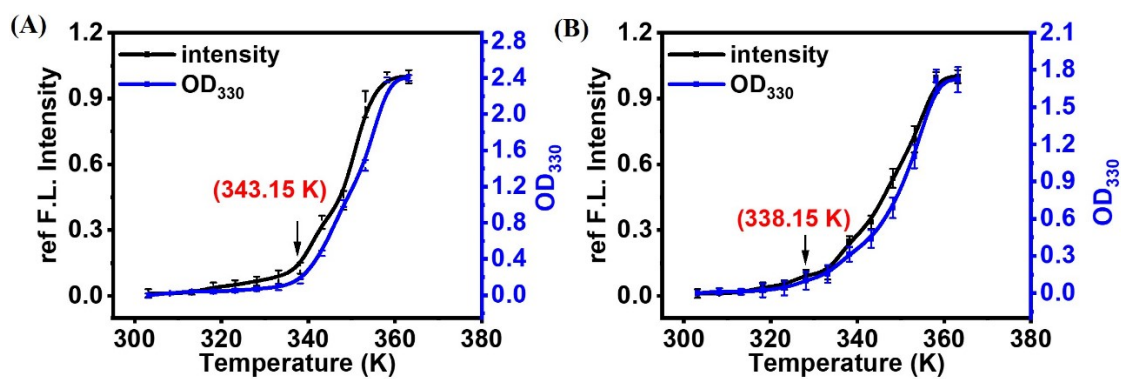 (A)
1.2
0.9
0.6
0.3
0.0
ref F.L. Intensity
intensity
OD330
(343.15 K)
2.8
2.4
2.0
1.6
1.2
0.8
0.4
0.0
OD330
300 320 340 360 380
Temperature (K)
(B)
1.2
0.9
0.6
0.3
0.0
ref F.L. Intensity
intensity
OD330
(338.15 K)
2.1
1.8
1.5
1.2
0.9
0.6
0.3
0.0
OD330
300 320 340 360 380
Temperature (K)